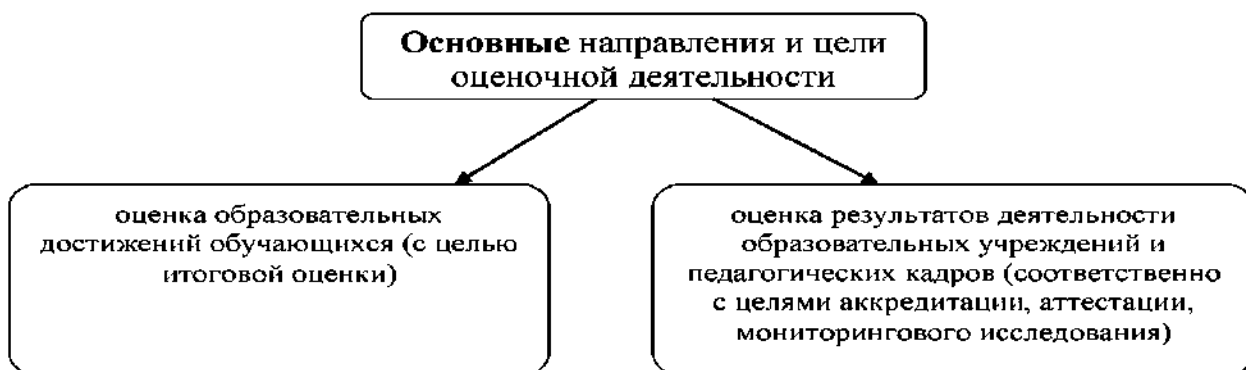 Основные направления и цели
оценочной деятельности
оценка образовательных
достижений обучающихся (с целью
итоговой оценки)
оценка результатов деятельности
образовательных учреждений и
педагогических кадров (соответственно
с целями аккредитации, аттестации,
мониторингового исследования)